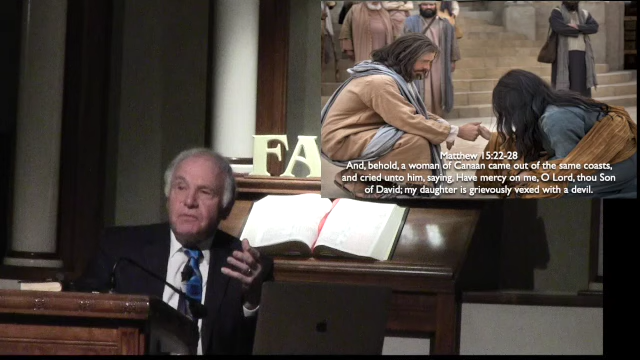 Matthew 15:22-28
And, behold, a woman of Canaan came out of the same coasts,
and cried unto him, saying, Have mercy on me, O Lord, thou Son
of David; my daughter is grievously vexed with a devil.
FA